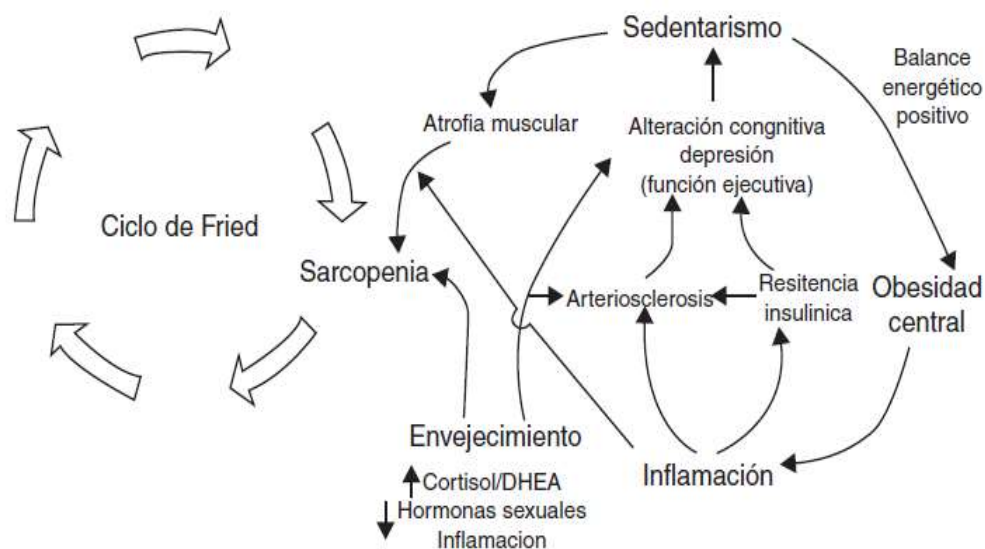 Sedentarismo
Balance
energético
positivo
Atrofia muscular
Alteración congnitiva
depresión
(función ejecutiva)
Ciclo de Fried
Sarcopenia
Arteriosclerosis
Resitencia
insulinica
Obesidad
central
Envejecimiento
Cortisol/DHEA
Hormonas sexuales
Inflamacion
Inflamación